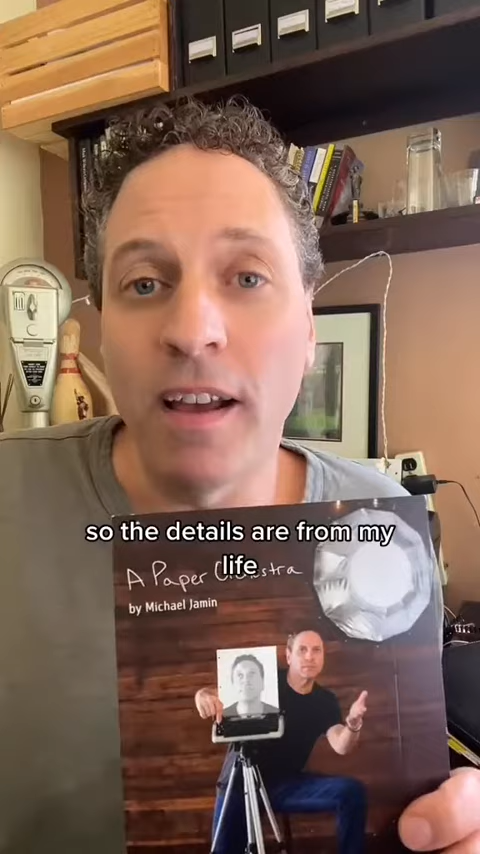 so the details are from my
life
A Paper Orchestra
by Michael Jamin